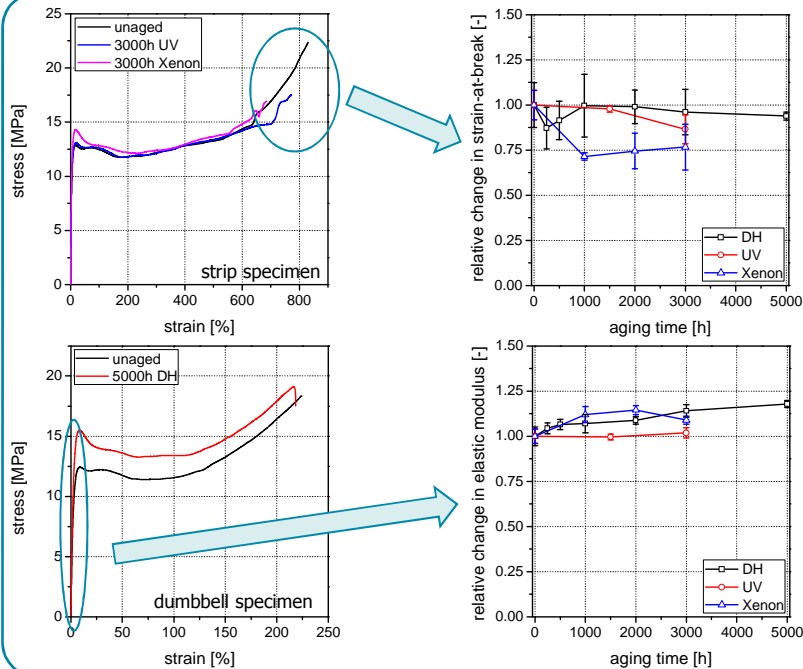 25
20
15
10
5
0
stress [MPa]
unaged
3000h UV
3000h Xenon
strip specimen
0 200 400 600 800
strain [%]
1.50
1.25
1.00
0.75
0.50
0.25
0.00
relative change in strain-at-break [-]
DH
UV
Xenon
0 1000 2000 3000 4000 5000
aging time [h]
20
15
10
5
0
stress [MPa]
unaged
5000h DH
dumbbell specimen
0 50 100 150 200 250
strain [%]
1.50
1.25
1.00
0.75
0.50
0.25
0.00
relative change in elastic modulus [-]
DH
UV
Xenon
0 1000 2000 3000 4000 5000
aging time [h]